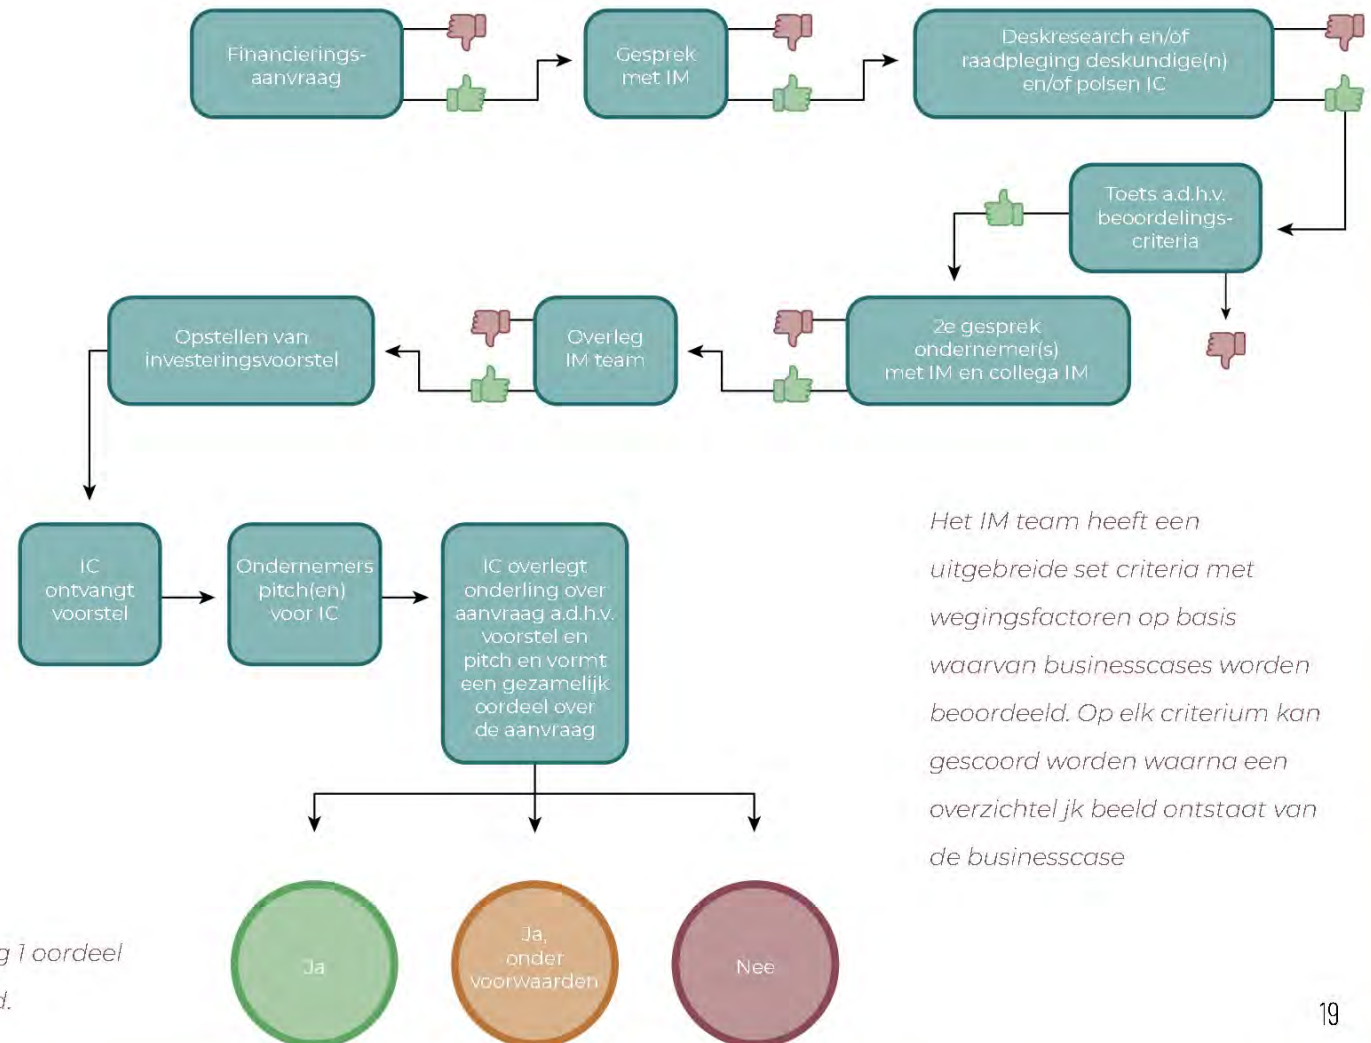 Financierings-
aanvraag
Gesprek
met IM
Deskresearch en/of
raadpleging deskundige(n)
en/of polsen IC
Toets a.d.h.v.
beoordelings-
criteria
2e gesprek
ondernemer(s)
met IM en collega IM
Overleg
IM team
Opstellen van
investeringsvoorstel
IC
ontvangt
voorstel
Ondernemers
pitch(en)
voor IC
IC overlegt
onderling over
aanvraag a.d.h.v.
voorstel en
pitch en vormt
een gezamelijk
oordeel over
de aanvraag
Het IM team heeft een
uitgebreide set criteria met
wegingsfactoren op basis
waarvan businesscases worden
beoordeeld. Op elk criterium kan
gescoord worden waarna een
overzichtel jk beeld ontstaat van
de businesscase
Ja
Ja,
onder
voorwaarden
Nee
g 1 oordeel
d.
19